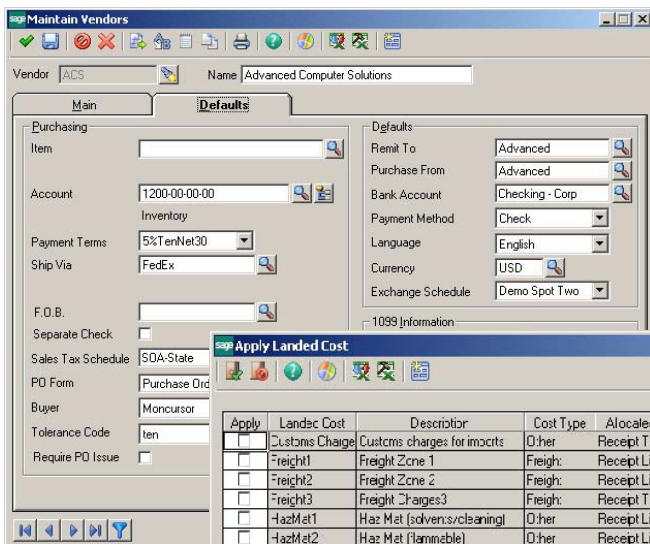 sage Maintain Vendors
Vendor ACS Name Advanced Computer Solutions
Main Defaults
Purchasing
Item
Account 1200-00-00-00
Inventory
Payment Terms 5%TenNet30
Ship Via FedEx
F.O.B.
Separate Check
Sales Tax Schedule SOA-State
PO Form Purchase Ord
Buyer Moncursor
Tolerance Code ten
Require PO Issue
Defaults
Remit To Advanced
Purchase From Advanced
Bank Account Checking - Corp
Payment Method Check
Language English
Currency USD
Exchange Schedule Demo Spot Two
1099 Information
sage Apply Landed Cost
Apply Landed Cost Description Cost Type Alocate
Customs Charge Customs charges for imports Other Receipt T
Freight1 Freight Zone 1 Freigh: Receipt Li
Freight2 Freight Zone 2 Freigh: Receipt Li
Freight3 Freight Charges3 Freigh: Receipt T
HazMat1 Haz Mat (solvents/cleaning) Other Receipt Li
HazMat2 Haz Mat (flammable) Other Receipt Li